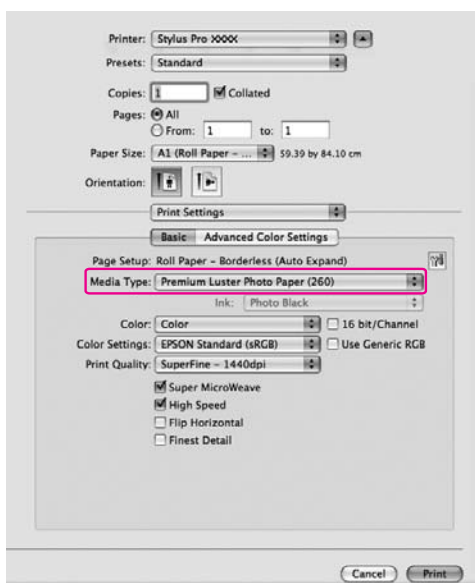 Printer: Stylus Pro XXXX
Presets: Standard
Copies: 1 Collated
Pages: All
From: 1 to: 1
Paper Size: A1 (Roll Paper - ... 59.39 by 84.10 cm
Orientation:
Print Settings
Basic Advanced Color Settings
Page Setup: Roll Paper - Borderless (Auto Expand)
Media Type: Premium Luster Photo Paper (260)
Ink: Photo Black
Color: Color 16 bit/Channel
Color Settings: EPSON Standard (sRGB) Use Generic RGB
Print Quality: SuperFine - 1440dpi
Super MicroWeave
High Speed
Flip Horizontal
Finest Detail
Cancel Print